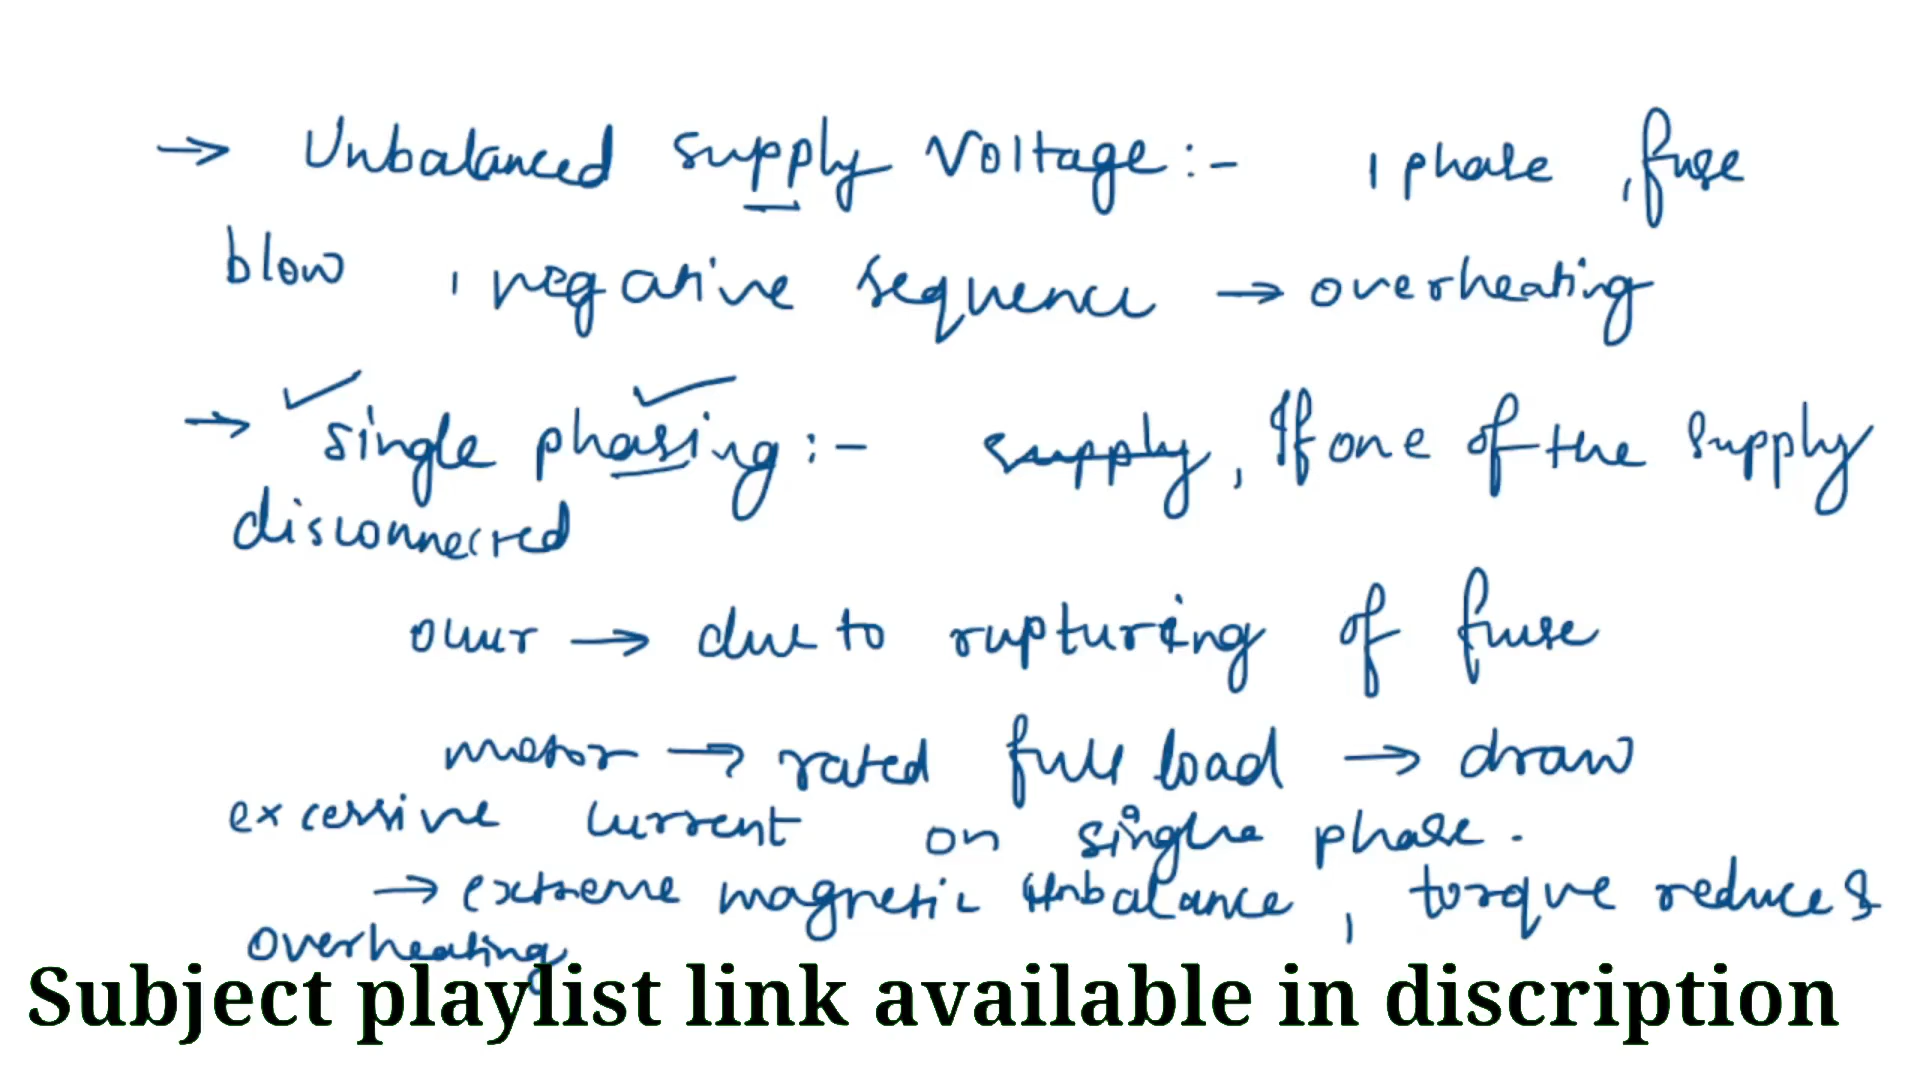 → Unbalanced supply voltage :- 1 phase, fuse
blow, negative sequence → overheating
→ single phasing :- supply, If one of the supply
disconnected
occur → due to rupturing of fuse
motor → rated full load → draw
excessive current on single phase.
→ extreme magnetic unbalance, torque reduce &
overheating
Subject playlist link available in discription